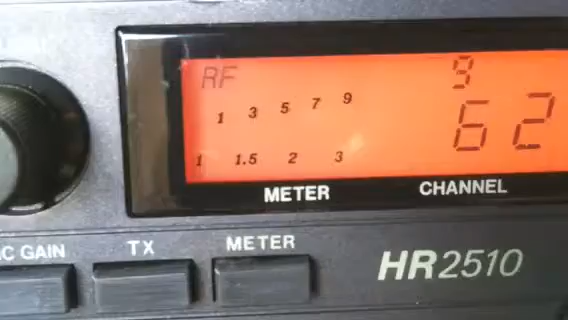 RF
9
1 3 5 7 9
62
1 1.5 2 3
METER
CHANNEL
C GAIN
TX
METER
HR2510